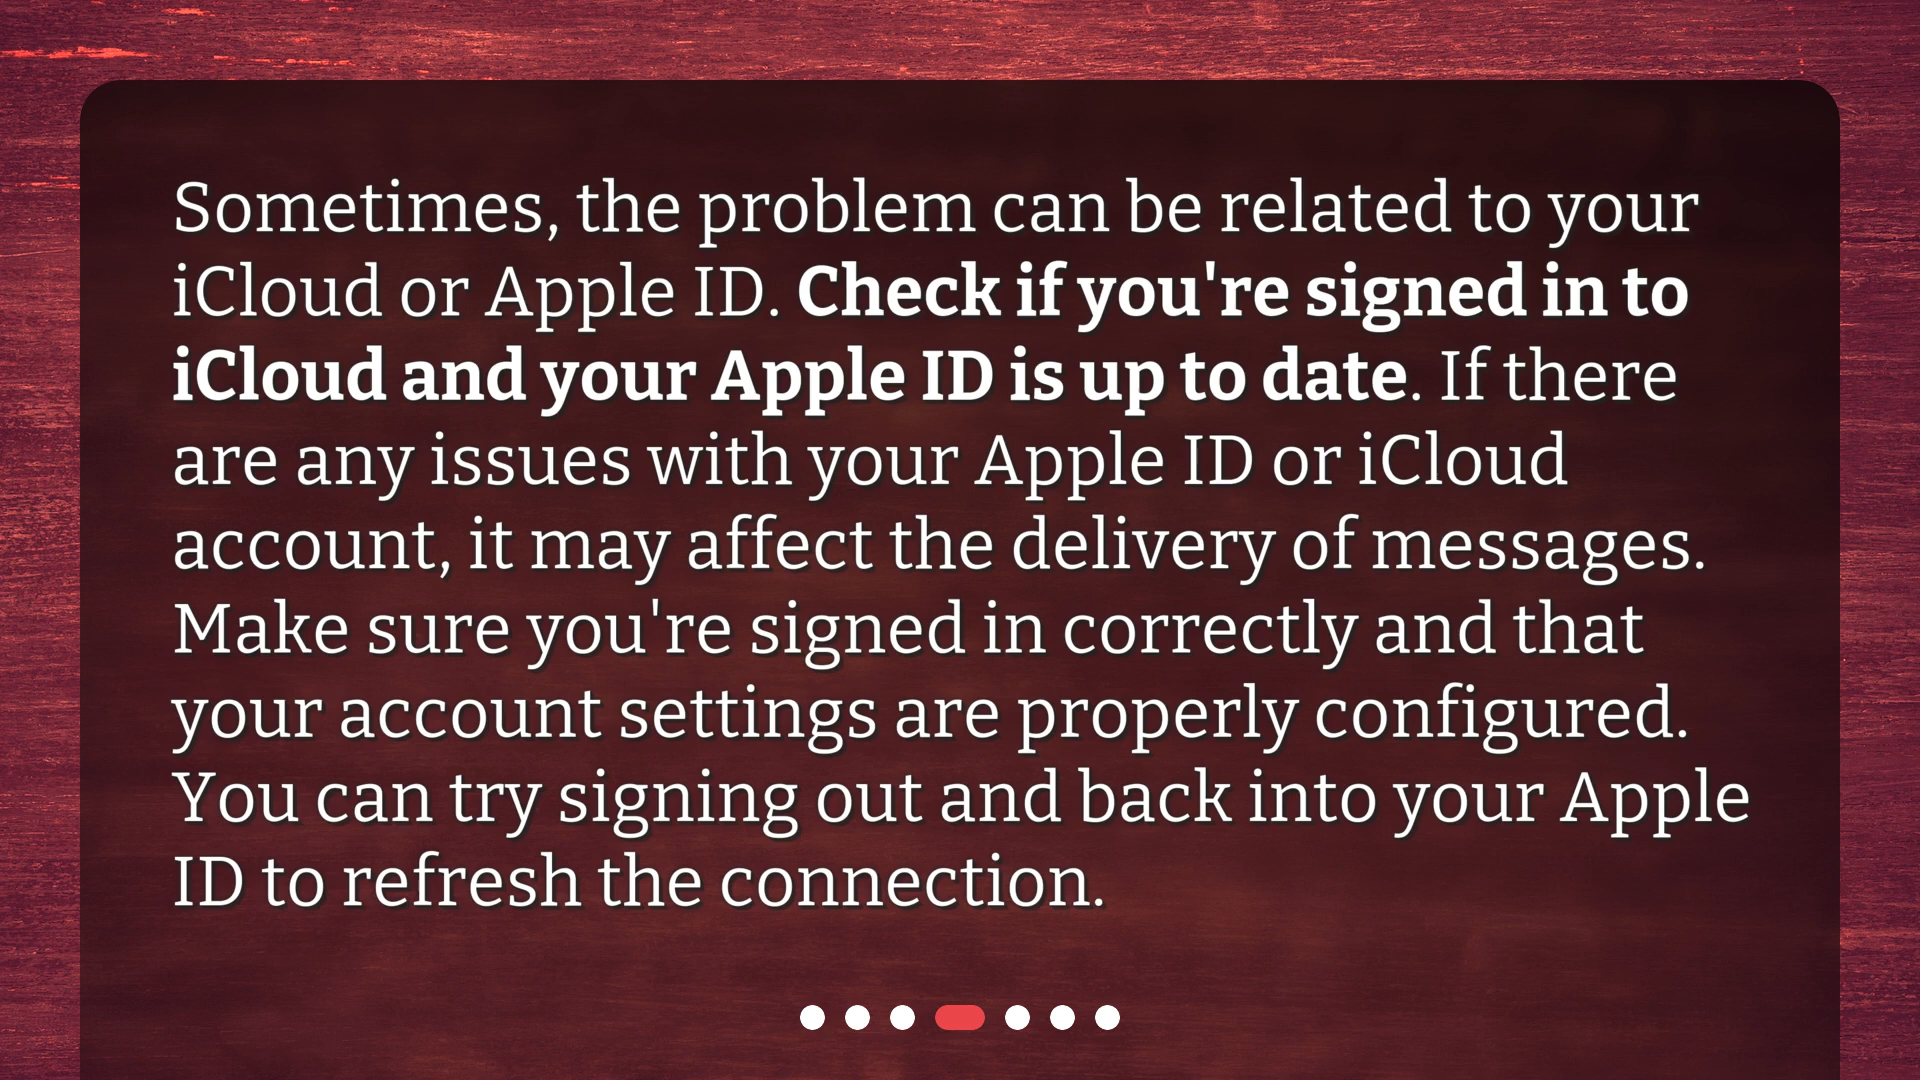 Sometimes, the problem can be related to your
iCloud or Apple ID. Check if you're signed in to
iCloud and your Apple ID is up to date. If there
are any issues with your Apple ID or iCloud
account, it may affect the delivery of messages.
Make sure you're signed in correctly and that
your account settings are properly configured.
You can try signing out and back into your Apple
ID to refresh the connection.